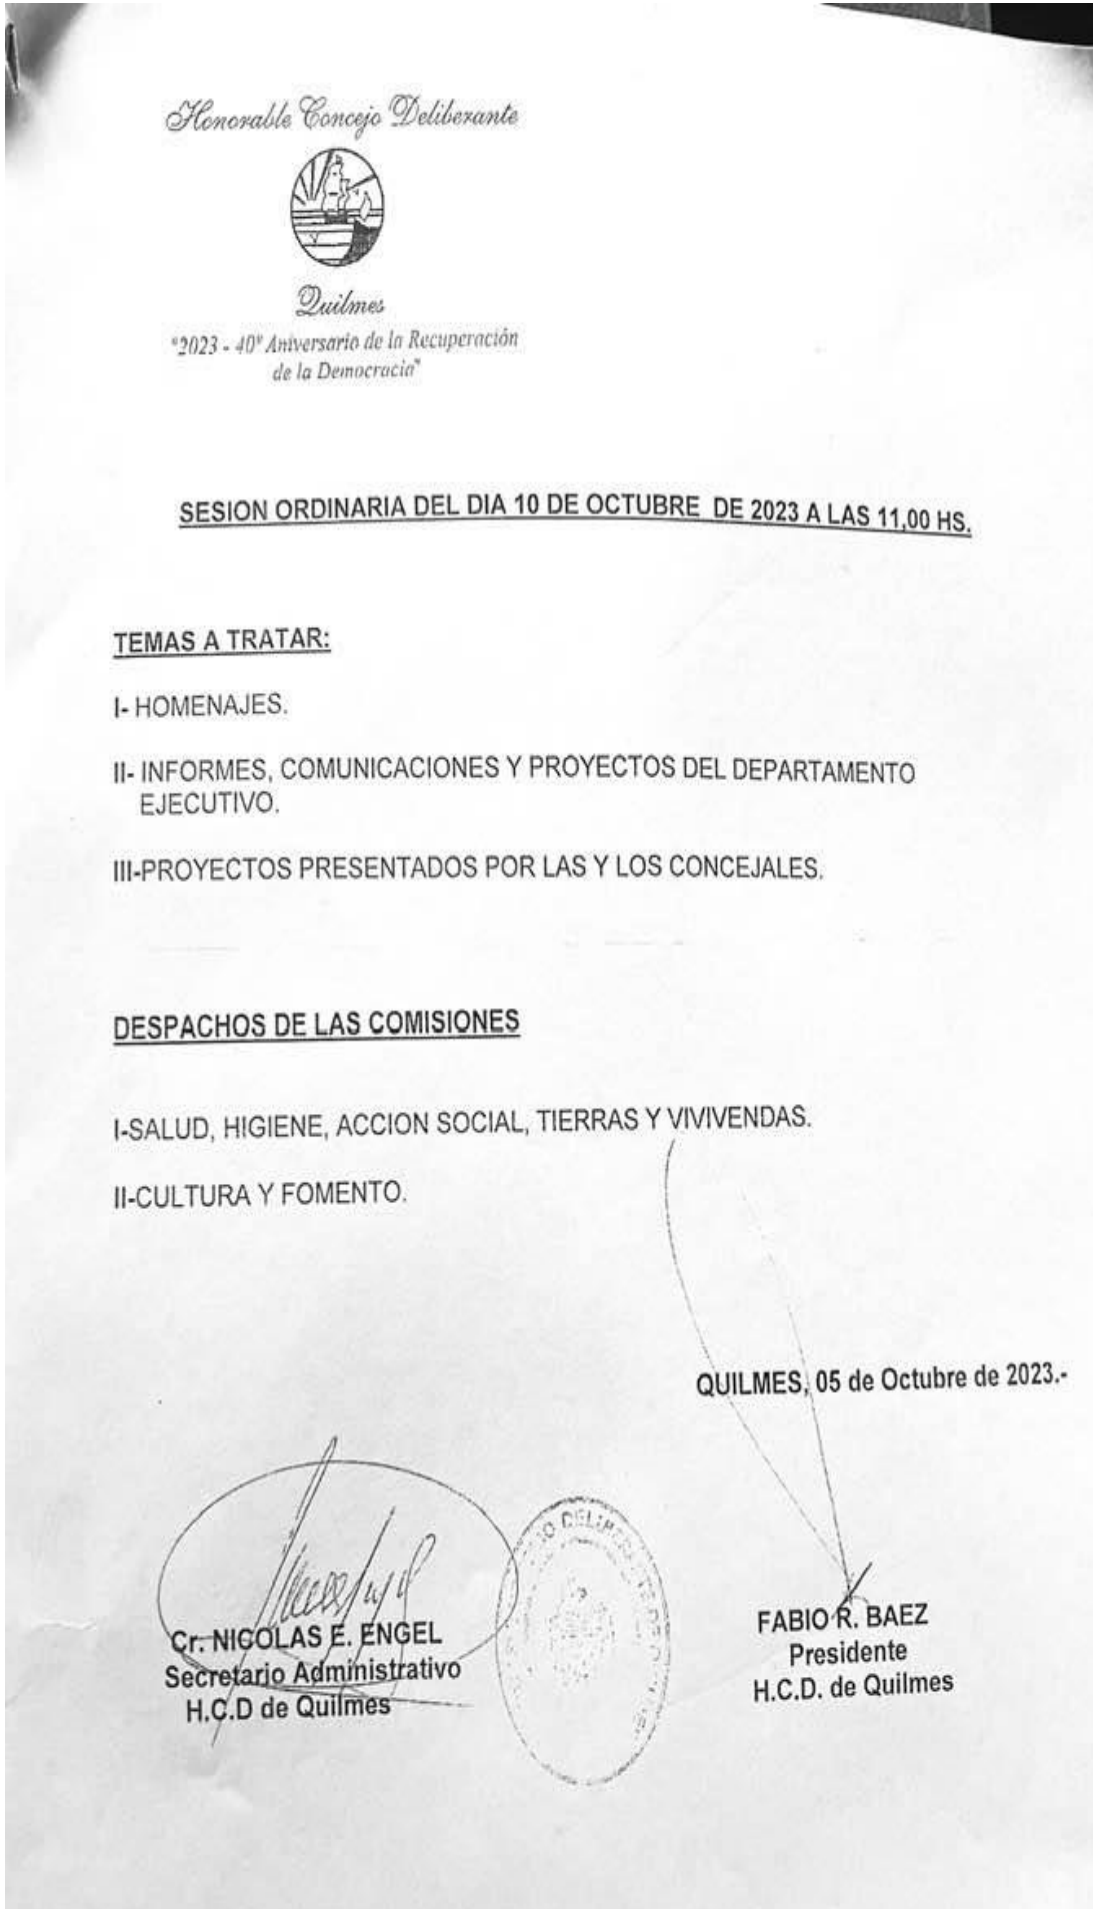 Honorable Concejo Deliberante
Quilmes
"2023 - 40º Aniversario de la Recuperación
de la Democracia"
SESION ORDINARIA DEL DIA 10 DE OCTUBRE DE 2023 A LAS 11,00 HS.
TEMAS A TRATAR:
I- HOMENAJES.
II- INFORMES, COMUNICACIONES Y PROYECTOS DEL DEPARTAMENTO
EJECUTIVO.
III-PROYECTOS PRESENTADOS POR LAS Y LOS CONCEJALES.
DESPACHOS DE LAS COMISIONES
I-SALUD, HIGIENE, ACCION SOCIAL, TIERRAS Y VIVIVENDAS.
II-CULTURA Y FOMENTO.
QUILMES, 05 de Octubre de 2023.-
Cr. NICOLAS E. ENGEL
Secretario Administrativo
H.C.D de Quilmes
FABIO R. BAEZ
Presidente
H.C.D. de Quilmes